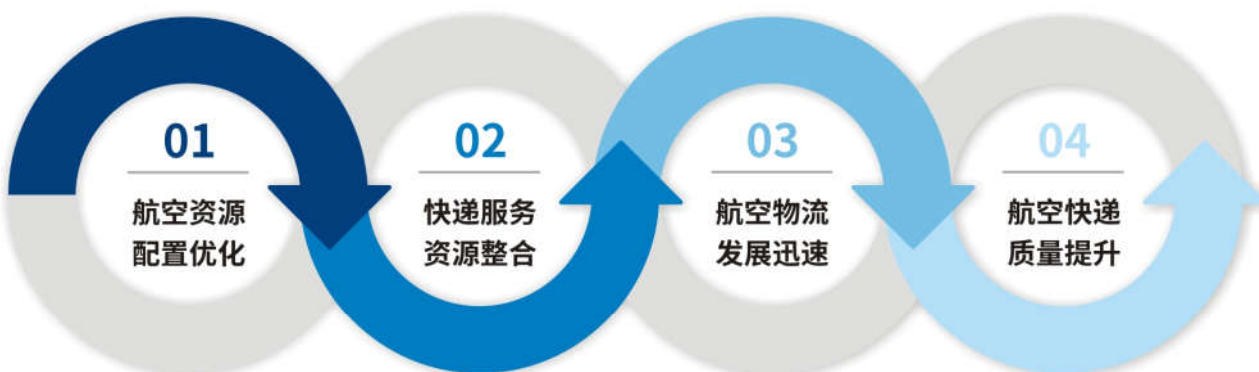 01
航空资源
配置优化
02
快递服务
资源整合
03
航空物流
发展迅速
04
航空快递
质量提升